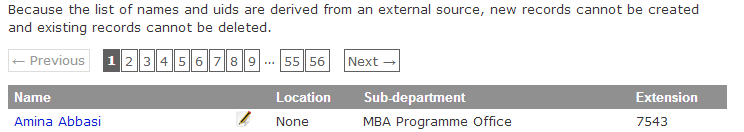 Because the list of names and uids are derived from an external source, new records cannot be created
and existing records cannot be deleted.
← Previous 1 2 3 4 5 6 7 8 9 ... 55 56 Next →
Name Location Sub-department Extension
Amina Abbasi None MBA Programme Office 7543